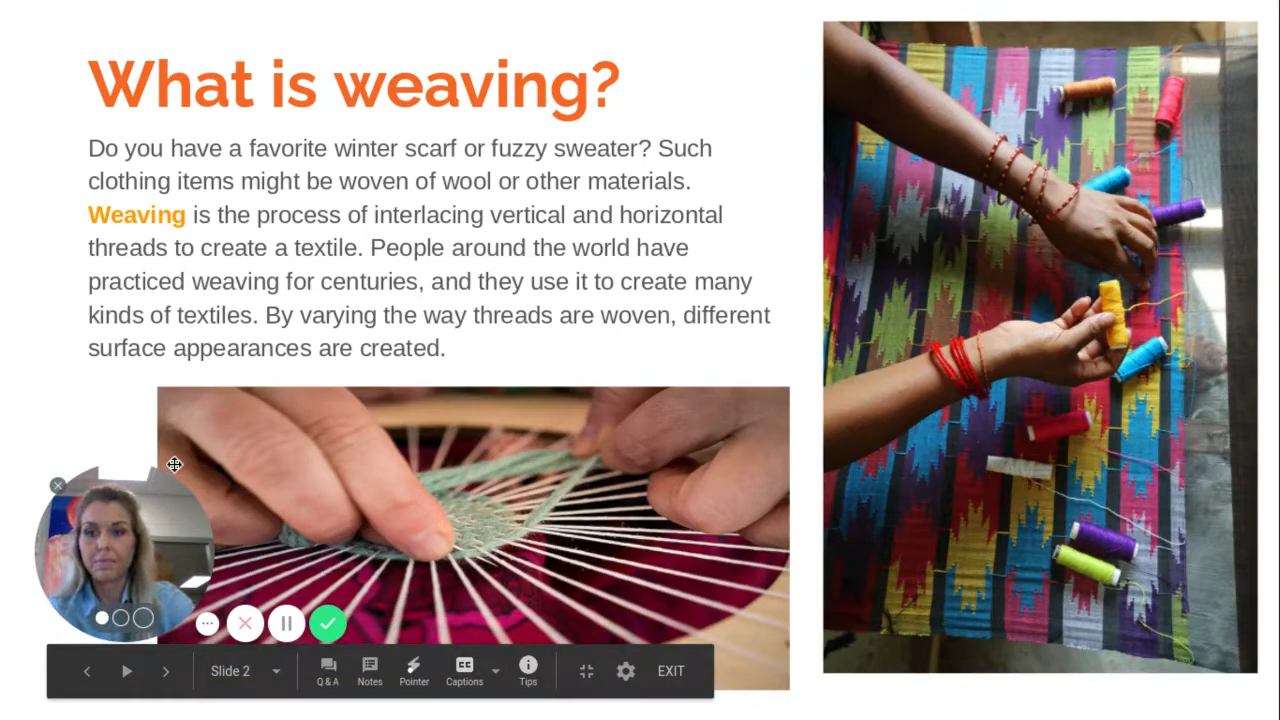 What is weaving?
Do you have a favorite winter scarf or fuzzy sweater? Such
clothing items might be woven of wool or other materials.
Weaving is the process of interlacing vertical and horizontal
threads to create a textile. People around the world have
practiced weaving for centuries, and they use it to create many
kinds of textiles. By varying the way threads are woven, different
surface appearances are created.
Slide 2
Q & A
Notes
Pointer
CC
Captions
Tips
EXIT